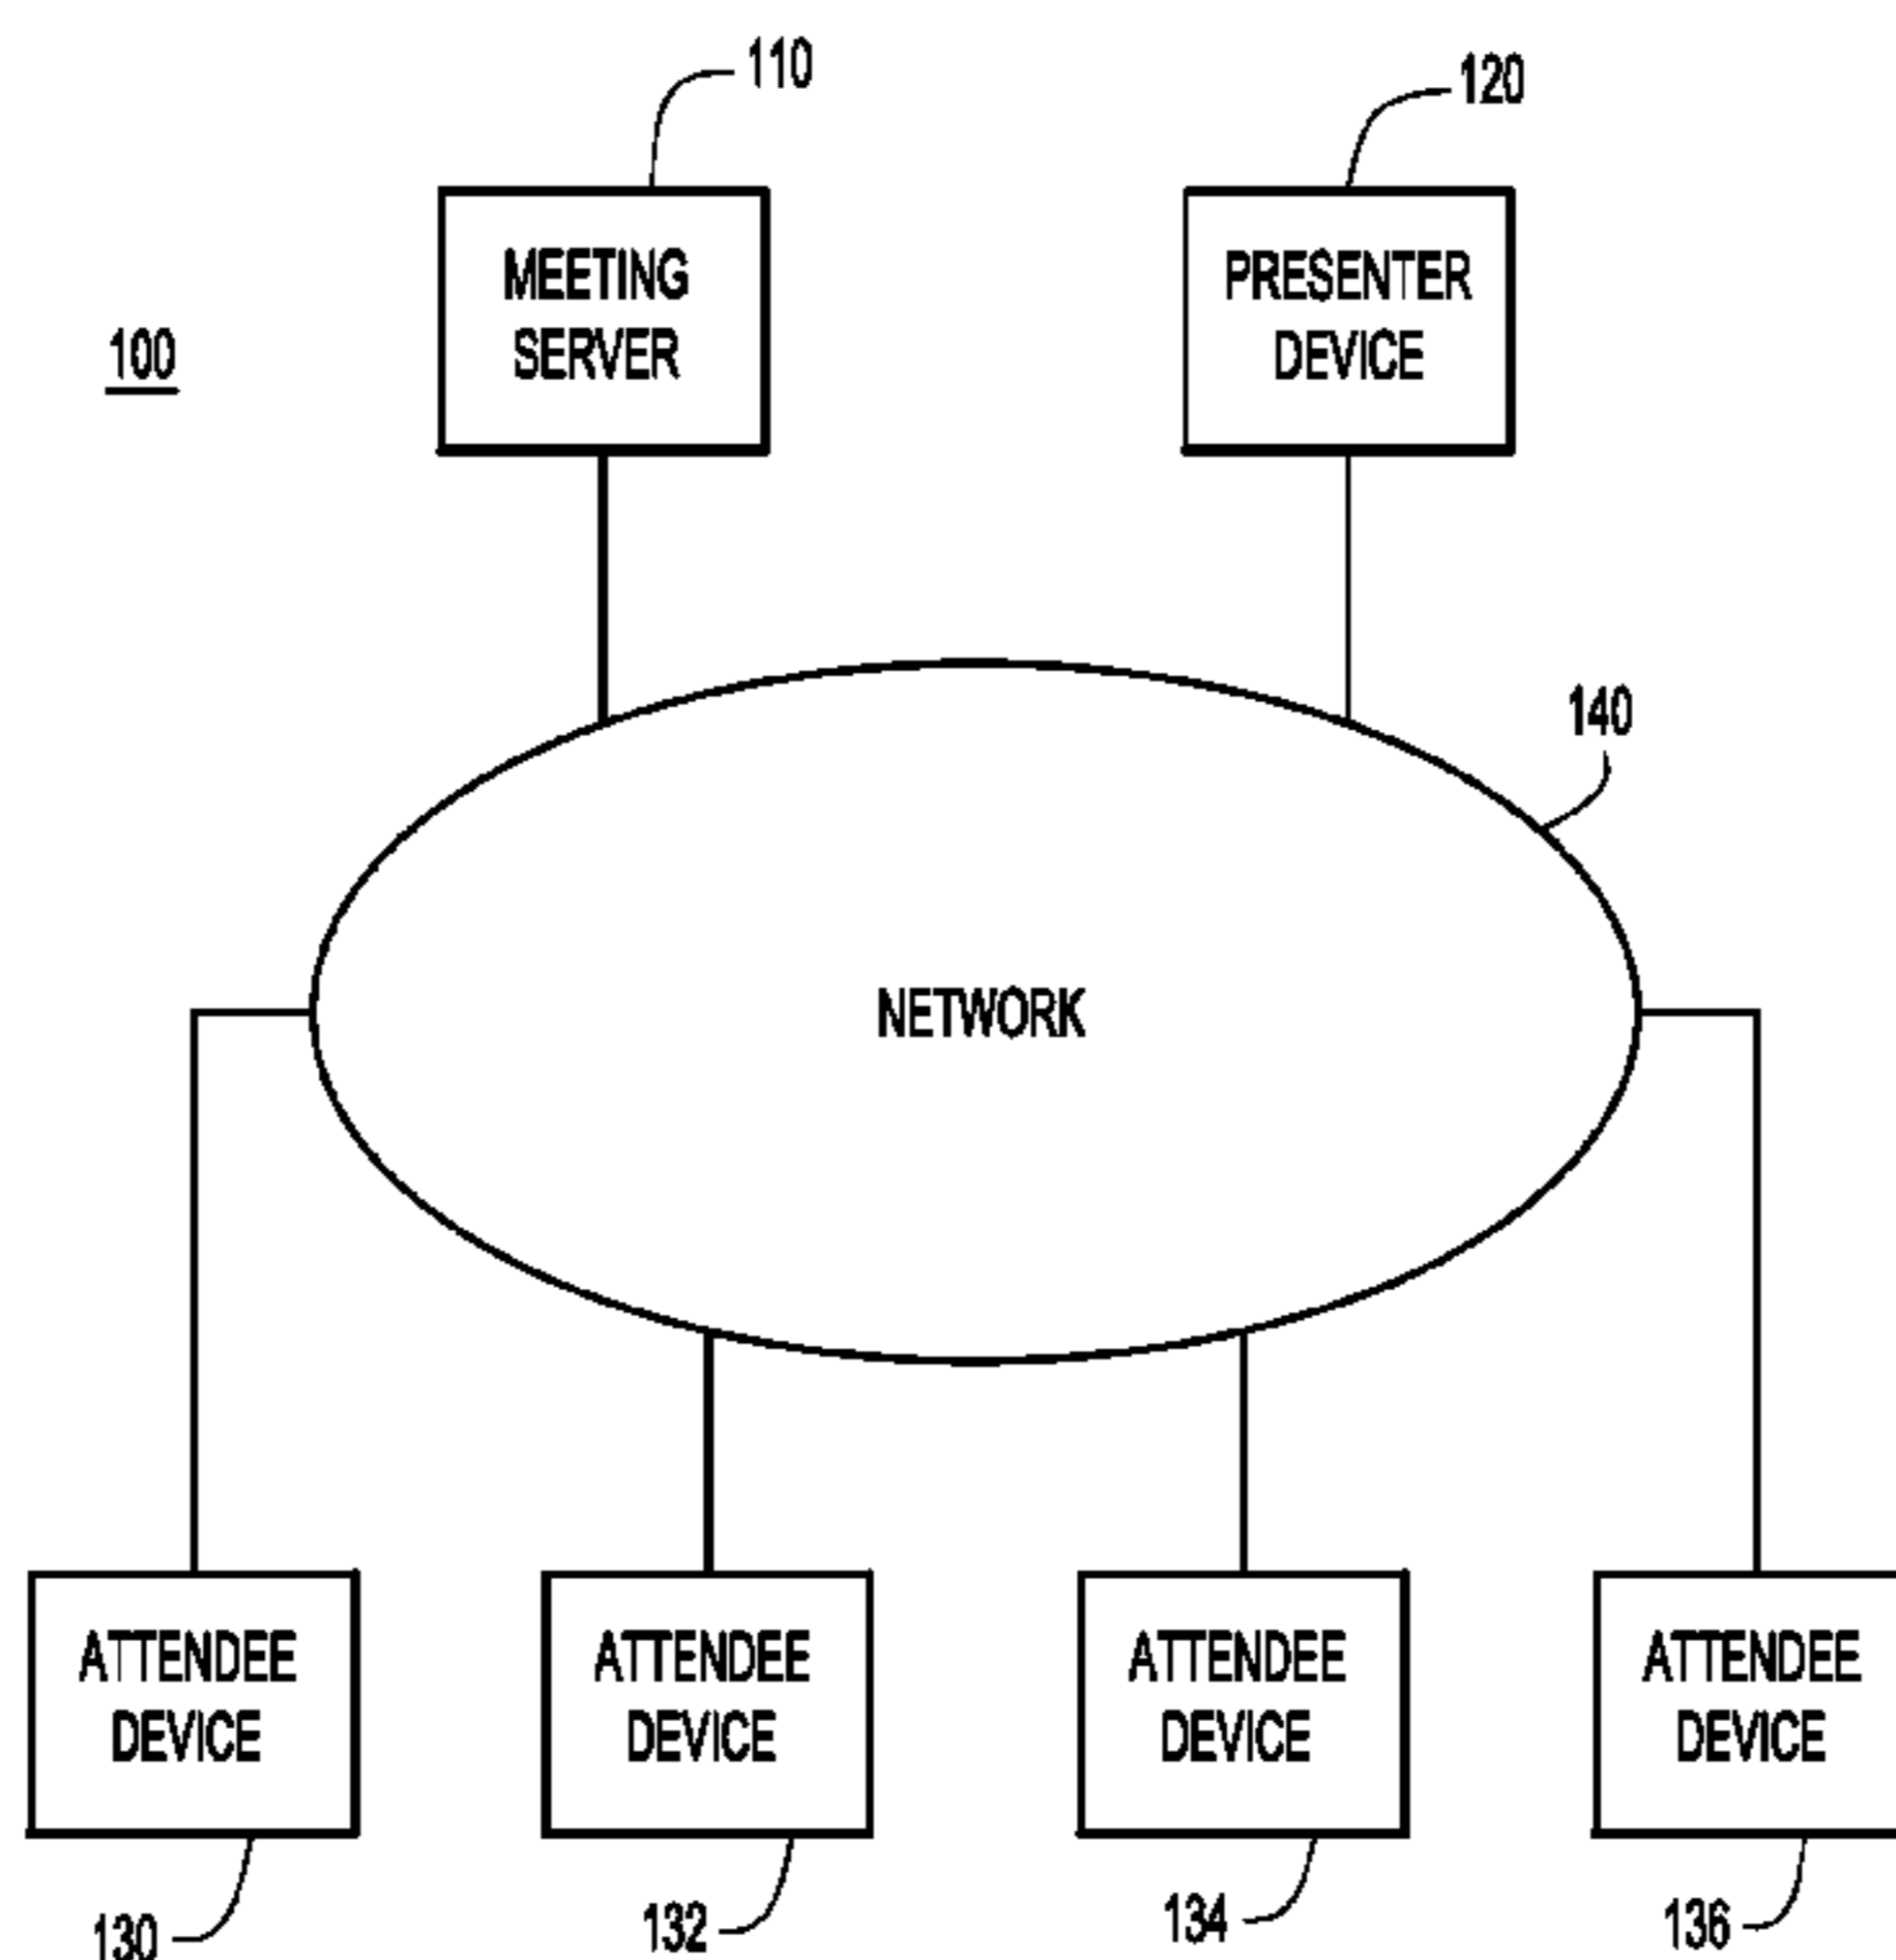 110
120
MEETING
SERVER
PRESENTER
DEVICE
100
140
NETWORK
ATTENDEE
DEVICE
ATTENDEE
DEVICE
ATTENDEE
DEVICE
ATTENDEE
DEVICE
130
132
134
136